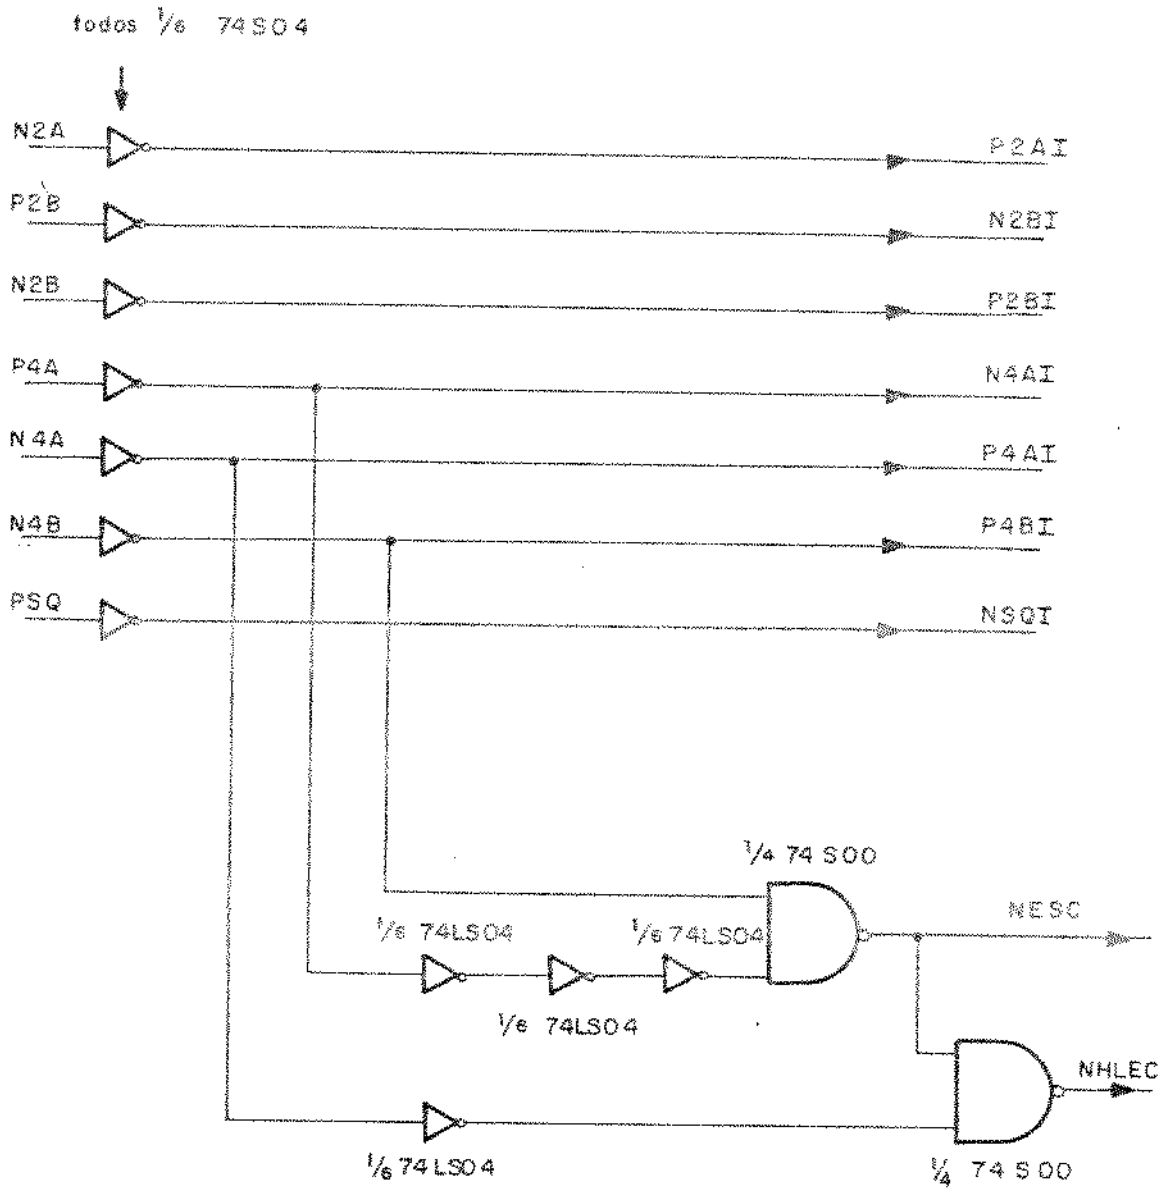 todos 1/6 74S04
N2A
P2AI
P2B
N2BI
N2B
P2BI
P4A
N4AI
N4A
P4AI
N4B
P4BI
PSQ
NSQI
1/4 74S00
NESC
1/6 74LS04
1/6 74LS04
1/6 74LS04
NHLEC
1/6 74LS04
1/4 74S00